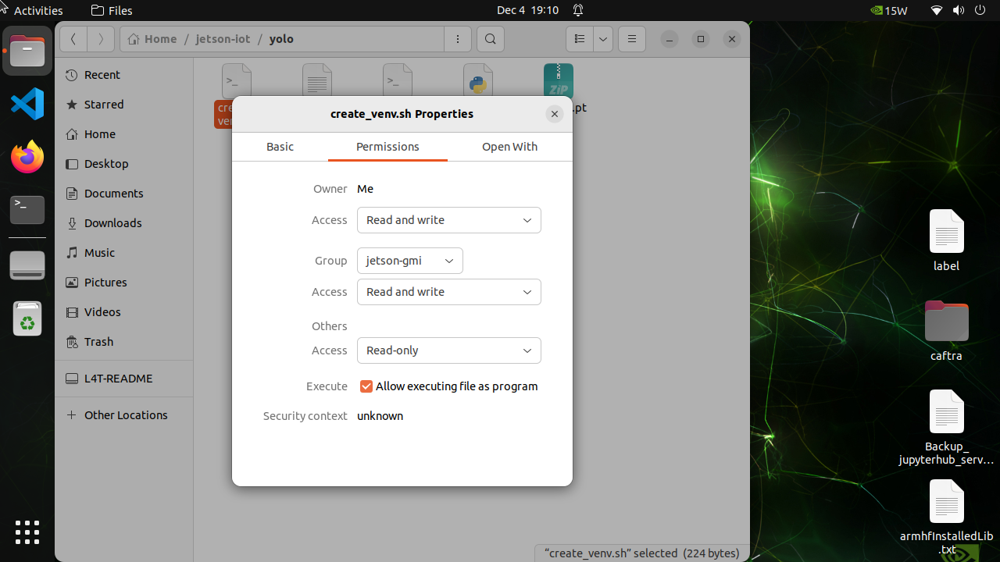 Activities
Files
Dec 4 19:10
15W
Home / jetson-iot / yolo
Recent
Starred
Home
Desktop
Documents
Downloads
Music
Pictures
Videos
Trash
L4T-README
Other Locations
ZIP
.pt
create_venv.sh Properties
Basic
Permissions
Open With
Owner Me
Access Read and write
Group jetson-gmi
Access Read and write
Others
Access Read-only
Execute Allow executing file as program
Security context unknown
“create_venv.sh” selected (224 bytes)
label
caftra
Backup_
jupyterhub_serv…
armhfInstalledLib
.txt